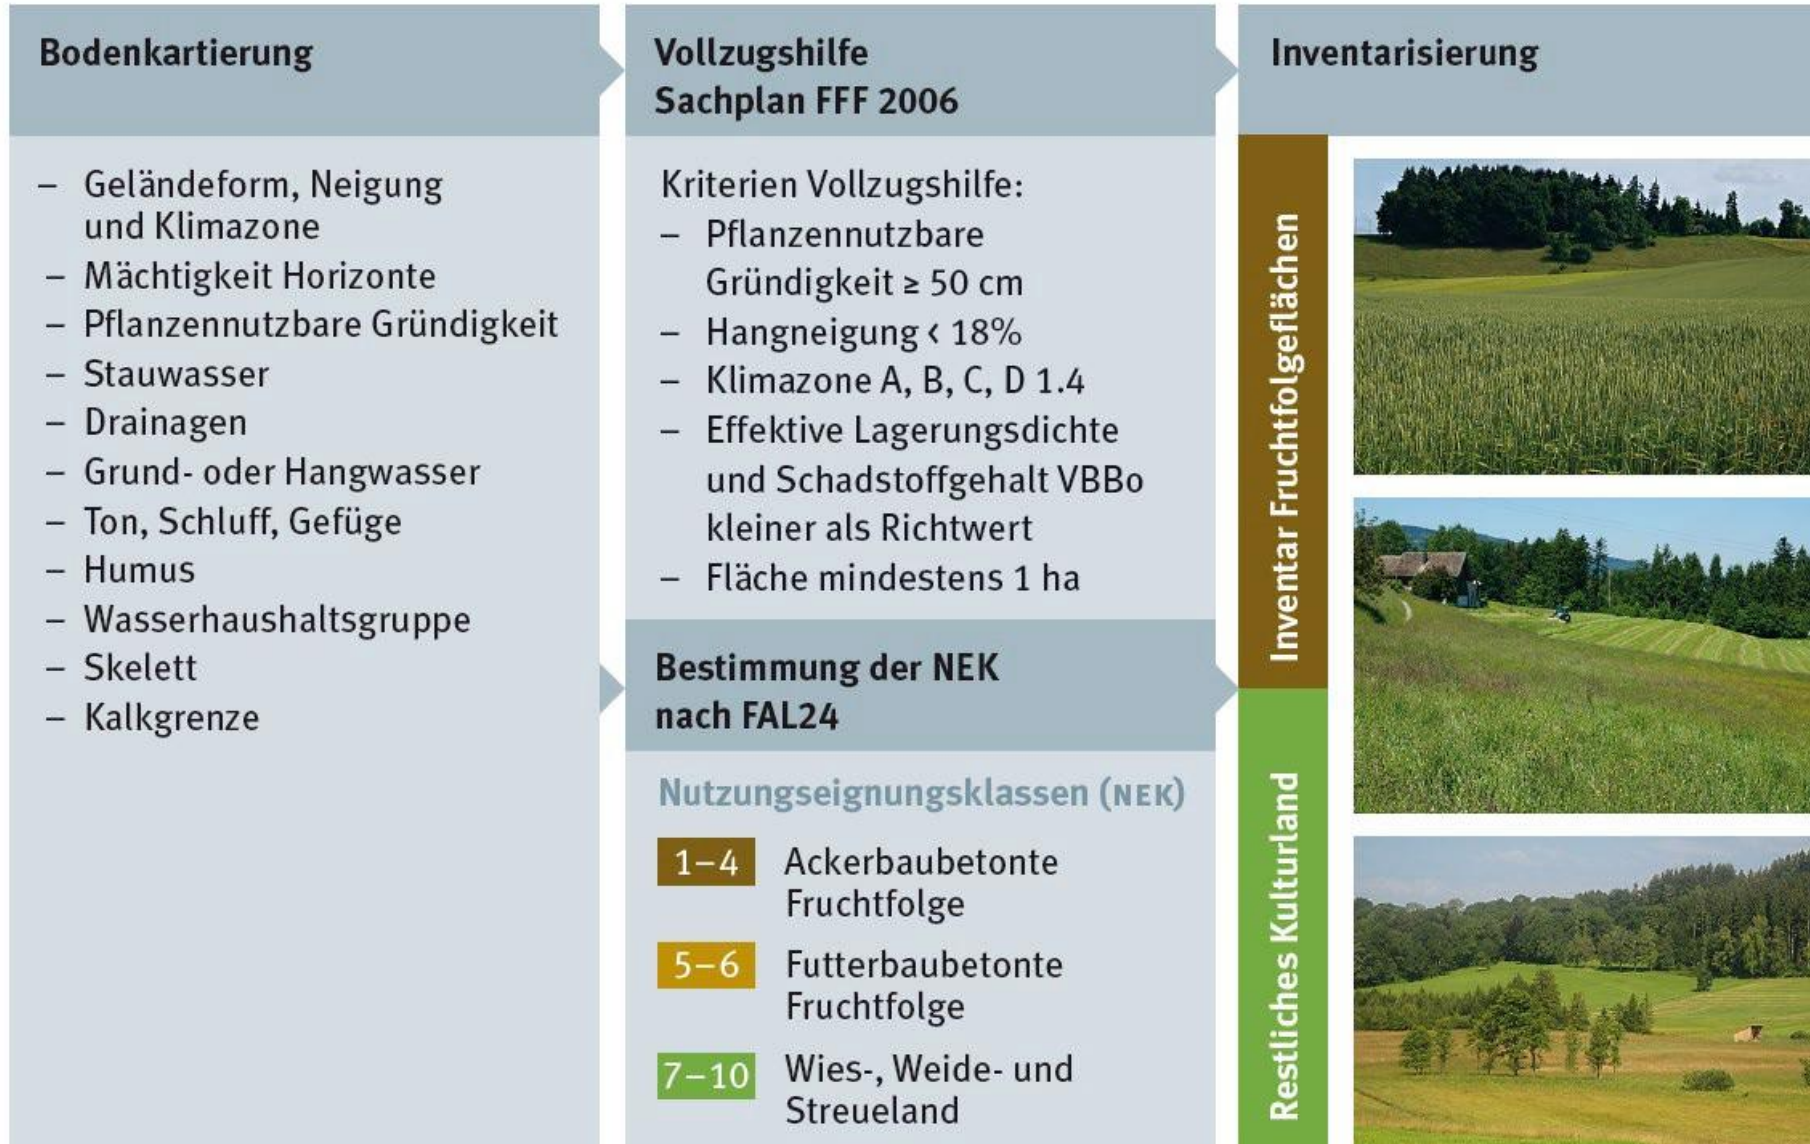 Bodenkartierung
– Geländeform, Neigung
und Klimazone
– Mächtigkeit Horizonte
– Pflanzennutzbare Gründigkeit
– Stauwasser
– Drainagen
– Grund- oder Hangwasser
– Ton, Schluff, Gefüge
– Humus
– Wasserhaushaltsgruppe
– Skelett
– Kalkgrenze
Vollzugshilfe
Sachplan FFF 2006
Kriterien Vollzugshilfe:
– Pflanzennutzbare
Gründigkeit ≥ 50 cm
– Hangneigung < 18%
– Klimazone A, B, C, D 1.4
– Effektive Lagerungsdichte
und Schadstoffgehalt VBBo
kleiner als Richtwert
– Fläche mindestens 1 ha
Bestimmung der NEK
nach FAL24
Nutzungseignungsklassen (NEK)
1–4 Ackerbaubetonte
Fruchtfolge
5–6 Futterbaubetonte
Fruchtfolge
7–10 Wies-, Weide- und
Streueland
Inventarisierung
Inventar Fruchtfolgeflächen
Restliches Kulturland